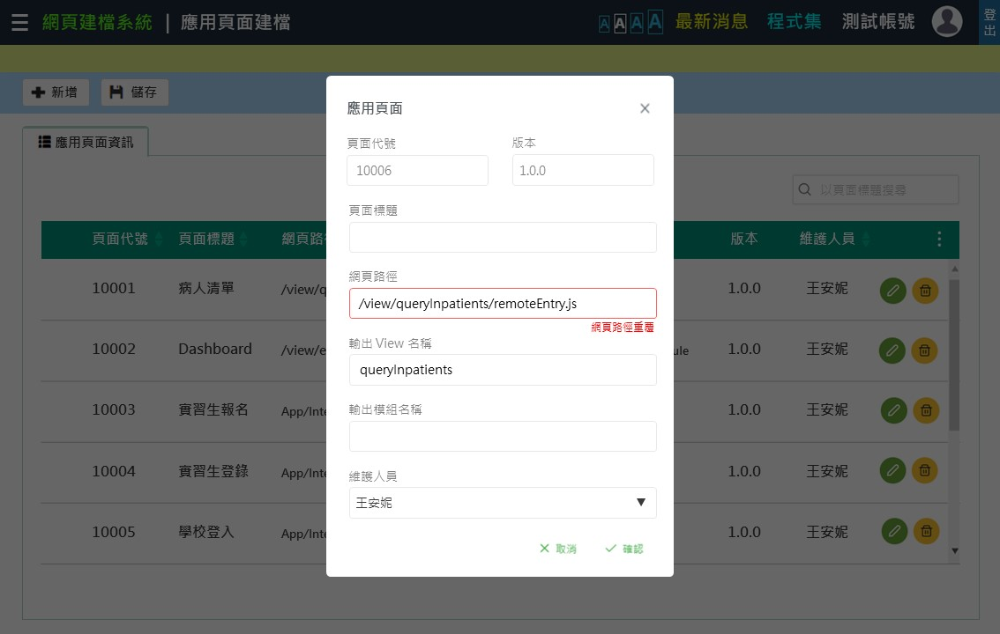 網頁建檔系統 | 應用頁面建檔
A A A A 最新消息 程式集 測試帳號 登出
新增 儲存
應用頁面資訊
以頁面標題搜尋
頁面代號 頁面標題 網頁路 版本 維護人員
10001 病人清單 /view/q 1.0.0 王安妮
10002 Dashboard /view/e ule 1.0.0 王安妮
10003 實習生報名 App/Inte 1.0.0 王安妮
10004 實習生登錄 App/Inte 1.0.0 王安妮
10005 學校登入 App/Inte 1.0.0 王安妮
應用頁面
頁面代號 版本
10006 1.0.0
頁面標題
網頁路徑
/view/queryInpatients/remoteEntry.js
網頁路徑重覆
輸出 View 名稱
queryInpatients
輸出模組名稱
維護人員
王安妮
取消 確認